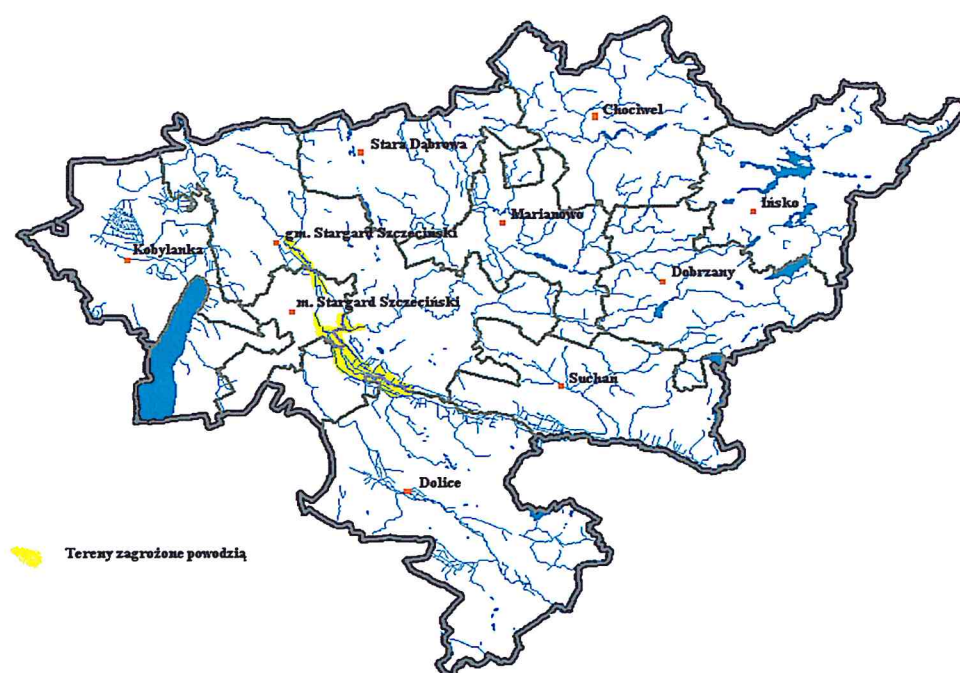 Chociwel
Stara Dąbrowa
Ińsko
Marianowo
gm. Stargard Szczeciński
Kobylanka
Dobrzany
m. Stargard Szczeciński
Suchań
Dolice
Tereny zagrożone powodzią